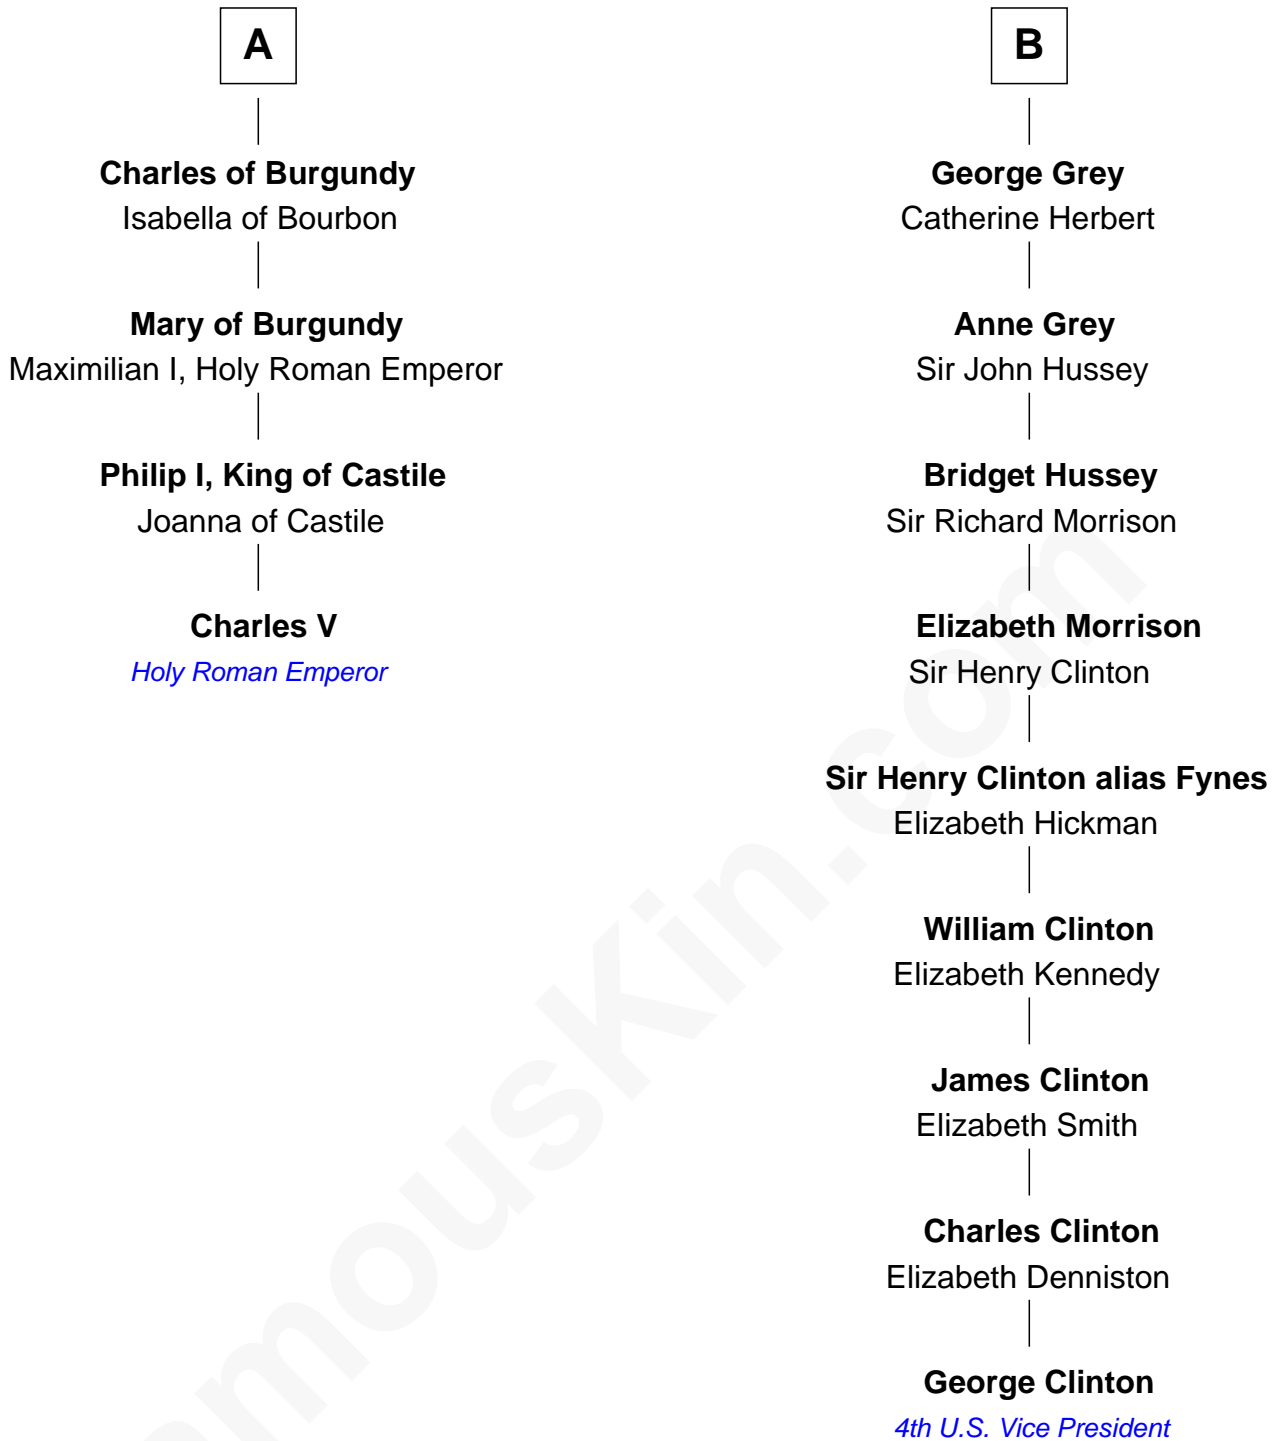 A
Charles of Burgundy
Isabella of Bourbon
Mary of Burgundy
Maximilian I, Holy Roman Emperor
Philip I, King of Castile
Joanna of Castile
Charles V
Holy Roman Emperor
B
George Grey
Catherine Herbert
Anne Grey
Sir John Hussey
Bridget Hussey
Sir Richard Morrison
Elizabeth Morrison
Sir Henry Clinton
Sir Henry Clinton alias Fynes
Elizabeth Hickman
William Clinton
Elizabeth Kennedy
James Clinton
Elizabeth Smith
Charles Clinton
Elizabeth Denniston
George Clinton
4th U.S. Vice President
amouskin.com